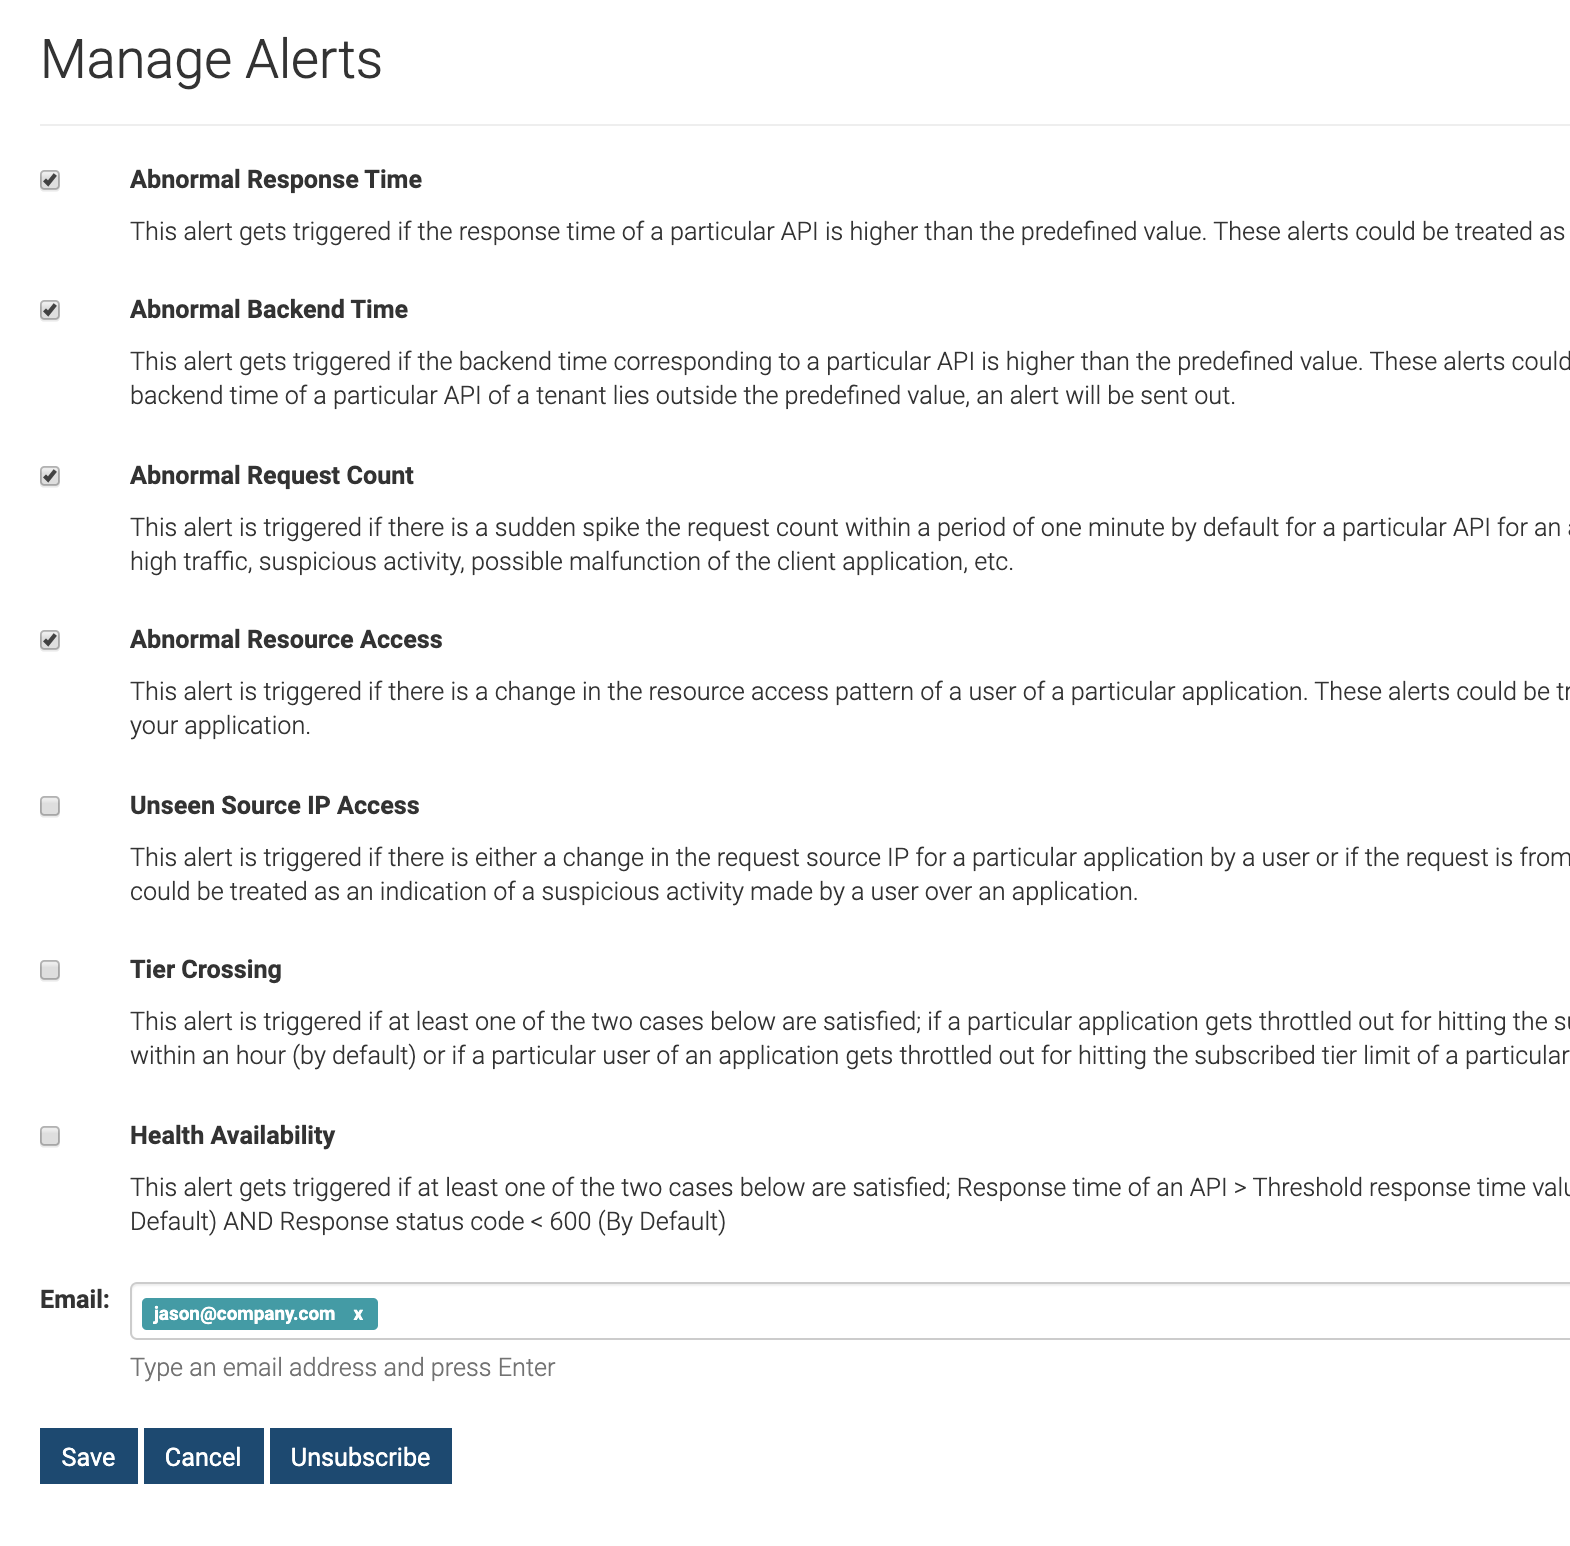 Manage Alerts
Abnormal Response Time
This alert gets triggered if the response time of a particular API is higher than the predefined value. These alerts could be treated as
Abnormal Backend Time
This alert gets triggered if the backend time corresponding to a particular API is higher than the predefined value. These alerts could
backend time of a particular API of a tenant lies outside the predefined value, an alert will be sent out.
Abnormal Request Count
This alert is triggered if there is a sudden spike the request count within a period of one minute by default for a particular API for an
high traffic, suspicious activity, possible malfunction of the client application, etc.
Abnormal Resource Access
This alert is triggered if there is a change in the resource access pattern of a user of a particular application. These alerts could be
your application.
Unseen Source IP Access
This alert is triggered if there is either a change in the request source IP for a particular application by a user or if the request is from
could be treated as an indication of a suspicious activity made by a user over an application.
Tier Crossing
This alert is triggered if at least one of the two cases below are satisfied; if a particular application gets throttled out for hitting the
within an hour (by default) or if a particular user of an application gets throttled out for hitting the subscribed tier limit of a particular
Health Availability
This alert gets triggered if at least one of the two cases below are satisfied; Response time of an API > Threshold response time
Default) AND Response status code < 600 (By Default)
Email:
jason@company.com x
Type an email address and press Enter
Save Cancel Unsubscribe